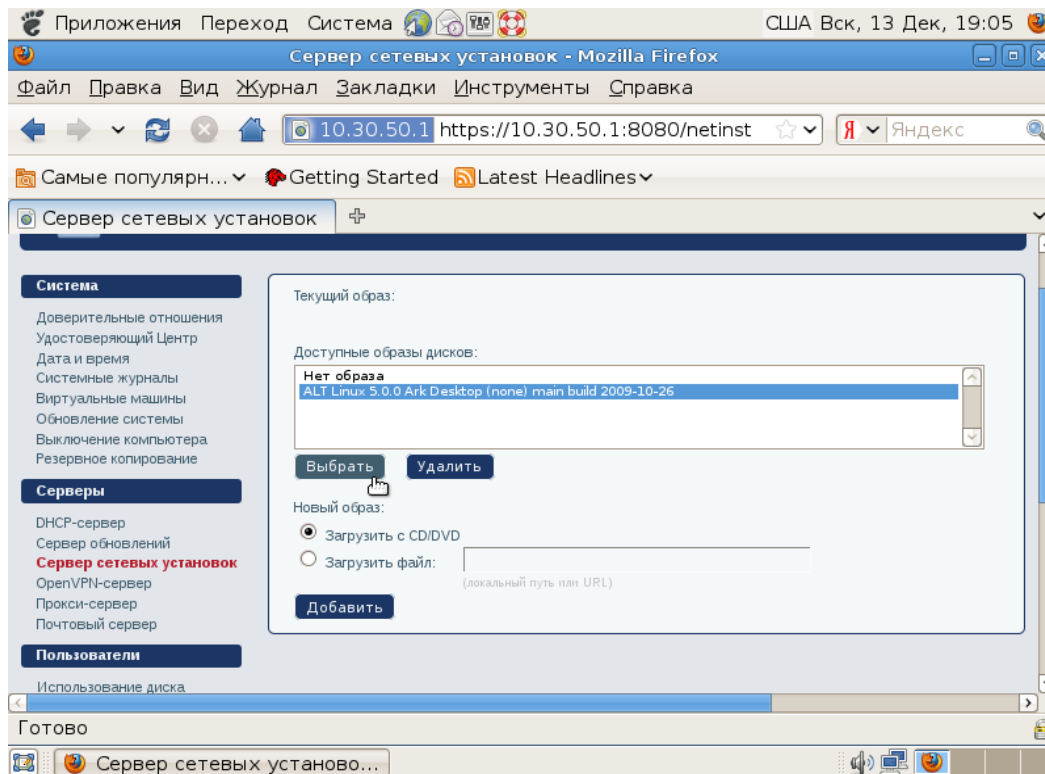 Приложения Переход Система США Вск, 13 Дек, 19:05
Сервер сетевых установок - Mozilla Firefox
Файл Правка Вид Журнал Закладки Инструменты Справка
10.30.50.1 https://10.30.50.1:8080/netinst Я Яндекс
Самые популярн... Getting Started Latest Headlines
Сервер сетевых установок
Система
Доверительные отношения
Удостоверяющий Центр
Дата и время
Системные журналы
Виртуальные машины
Обновление системы
Выключение компьютера
Резервное копирование
Серверы
DHCP-сервер
Сервер обновлений
Сервер сетевых установок
OpenVPN-сервер
Прокси-сервер
Почтовый сервер
Пользователи
Использование диска
Текущий образ:
Доступные образы дисков:
Нет образа
ALT Linux 5.0.0 Ark Desktop (none) main build 2009-10-26
Выбрать Удалить
Новый образ:
Загрузить с CD/DVD
Загрузить файл:
(локальный путь или URL)
Добавить
Готово
Сервер сетевых установо...